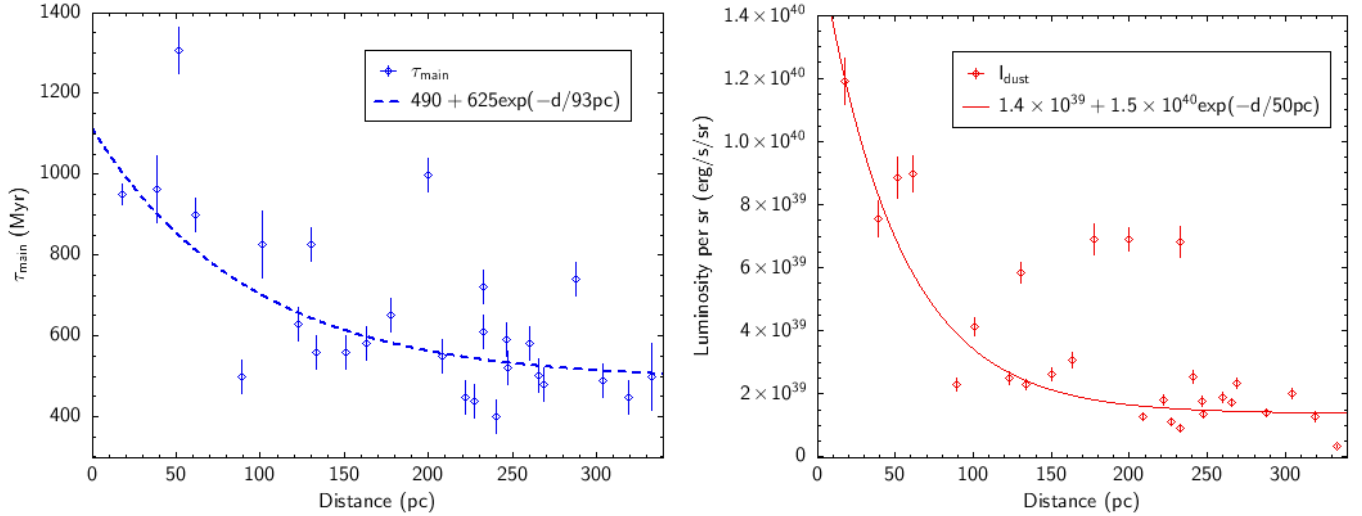 1400
1200
1000
800
600
400
τ_main (Myr)
0 50 100 150 200 250 300
Distance (pc)
τ_main
490 + 625exp(−d/93pc)
1.4 × 10^40
1.2 × 10^40
1.0 × 10^40
8 × 10^39
6 × 10^39
4 × 10^39
2 × 10^39
0
Luminosity per sr (erg/s/sr)
0 50 100 150 200 250 300
Distance (pc)
I_dust
1.4 × 10^39 + 1.5 × 10^40exp(−d/50pc)